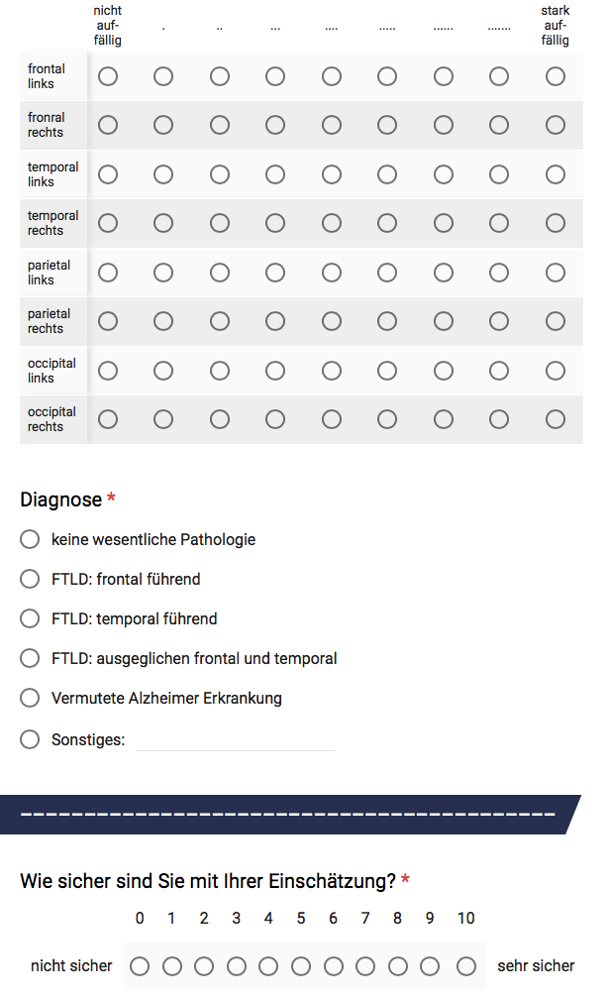 nicht auf- fällig . .. ... .... ..... ...... ....... stark auf- fällig
frontal links
fronral rechts
temporal links
temporal rechts
parietal links
parietal rechts
occipital links
occipital rechts
Diagnose *
keine wesentliche Pathologie
FTLD: frontal führend
FTLD: temporal führend
FTLD: ausgeglichen frontal und temporal
Vermutete Alzheimer Erkrankung
Sonstiges:
Wie sicher sind Sie mit Ihrer Einschätzung? *
0 1 2 3 4 5 6 7 8 9 10
nicht sicher sehr sicher